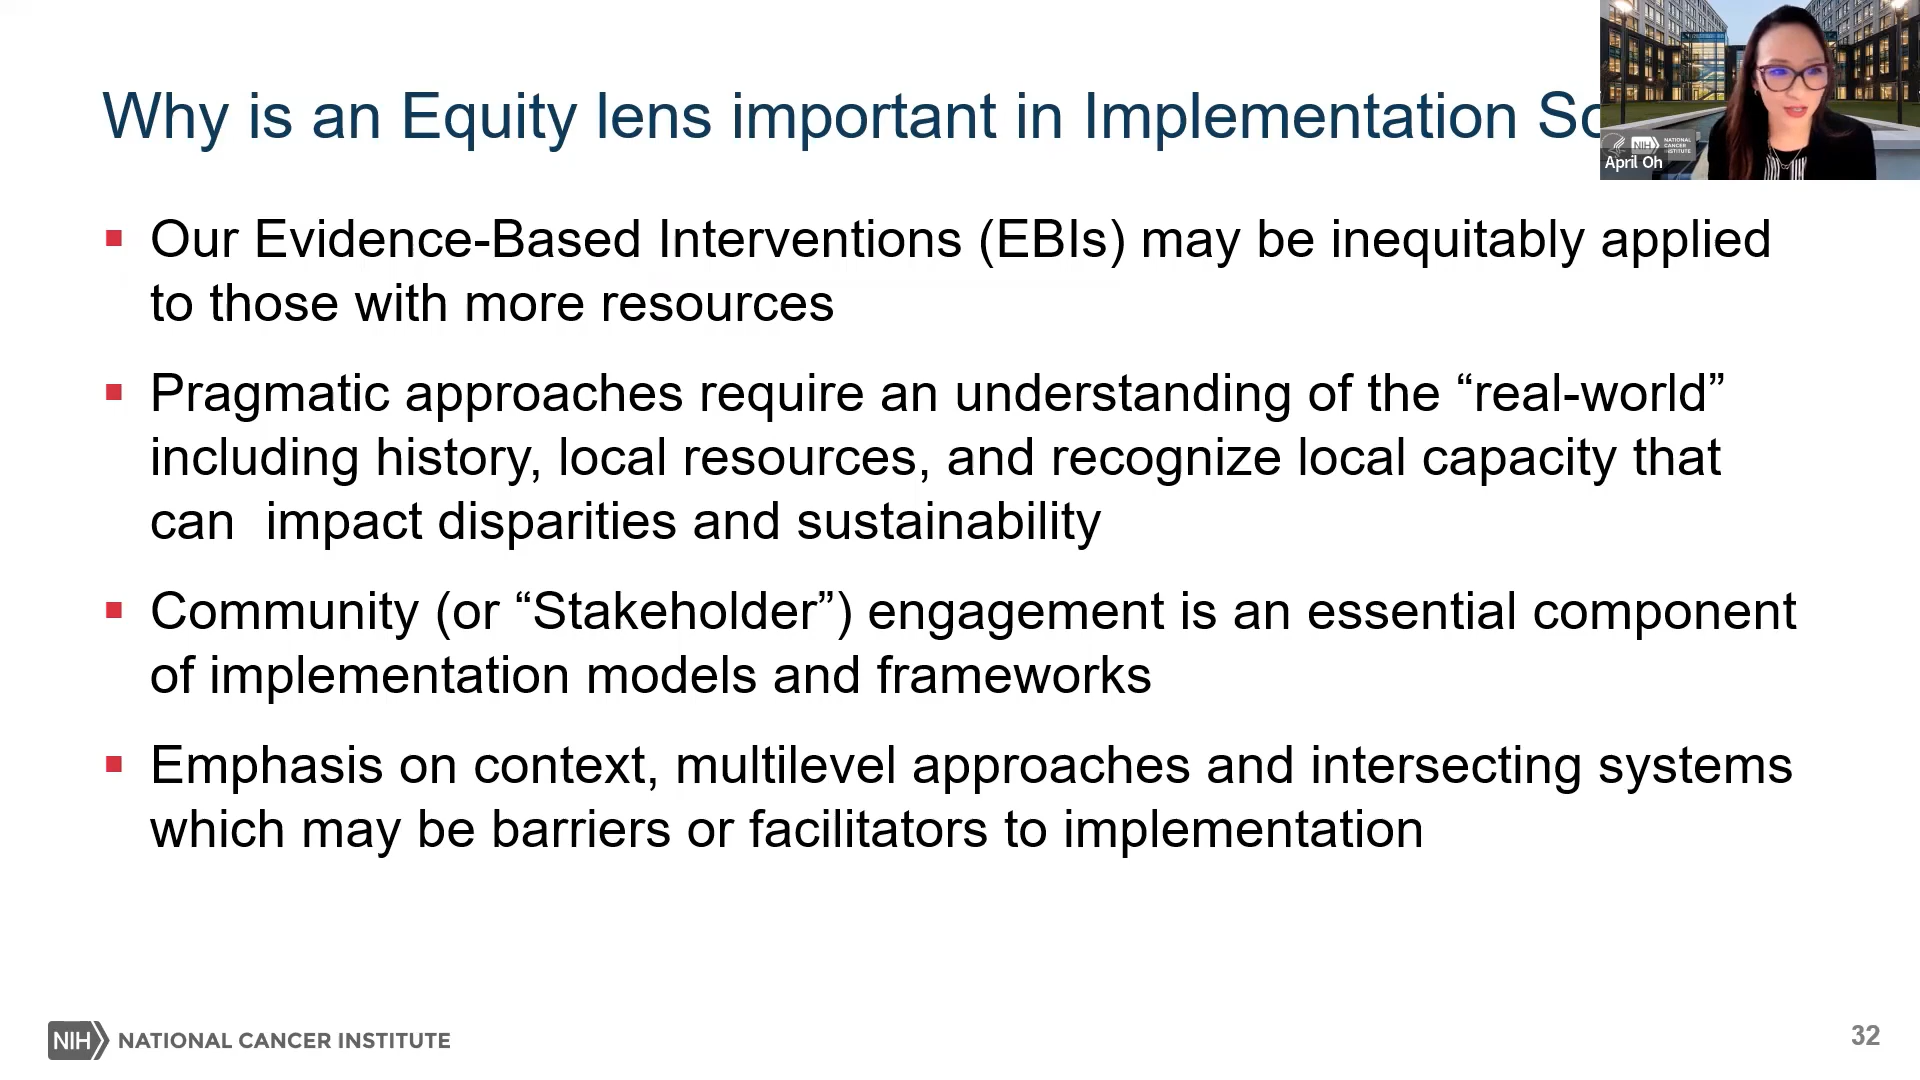 Why is an Equity lens important in Implementation Sc
NIH
NATIONAL
CANCER
INSTITUTE
April Oh
▪ Our Evidence-Based Interventions (EBIs) may be inequitably applied
to those with more resources
▪ Pragmatic approaches require an understanding of the “real-world”
including history, local resources, and recognize local capacity that
can  impact disparities and sustainability
▪ Community (or “Stakeholder”) engagement is an essential component
of implementation models and frameworks
▪ Emphasis on context, multilevel approaches and intersecting systems
which may be barriers or facilitators to implementation
NIH NATIONAL CANCER INSTITUTE
32